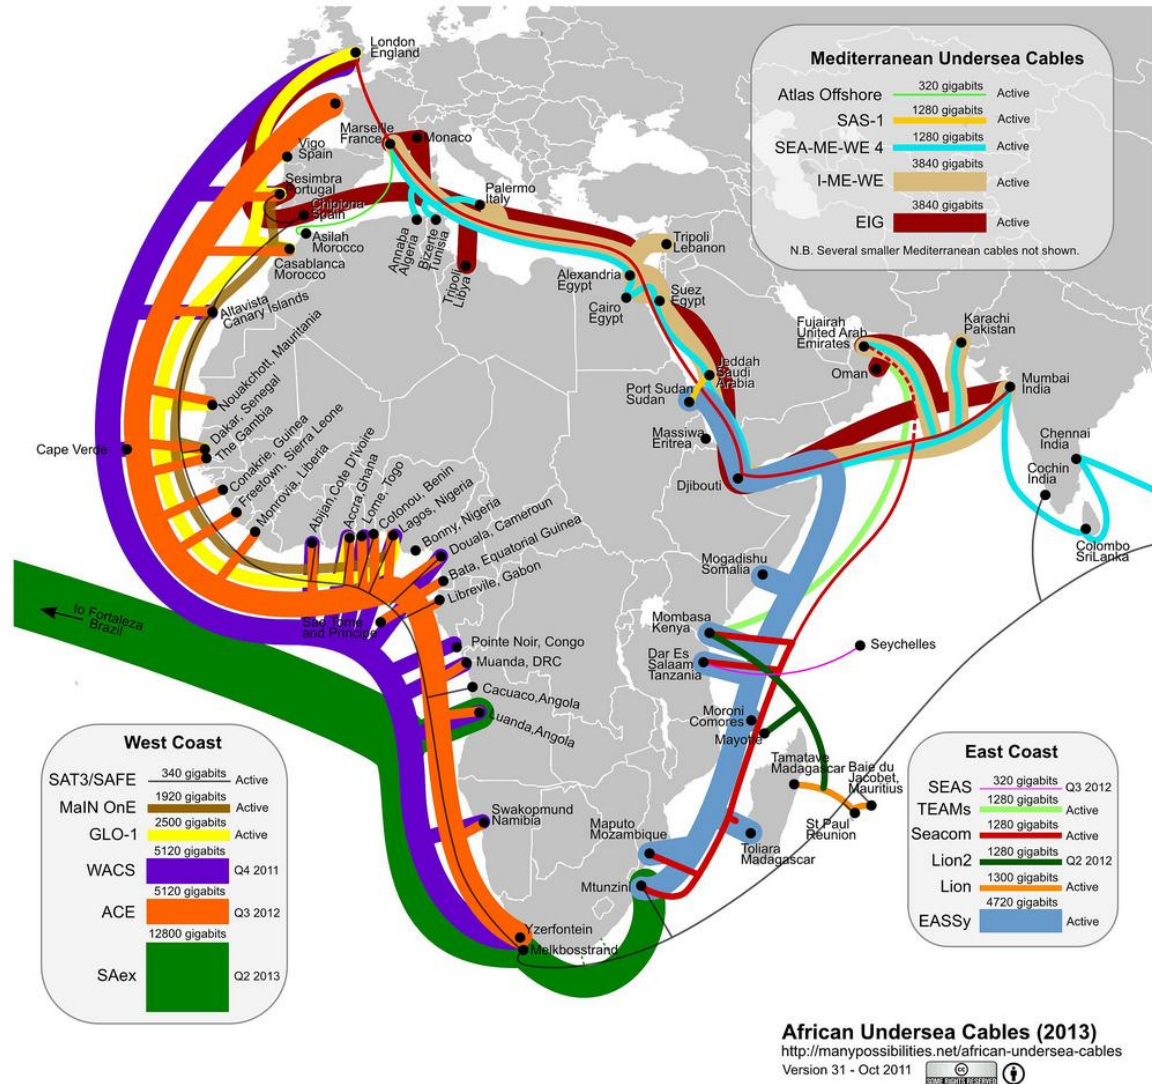 London
England
Vigo
Spain
Sesimbra
Portugal
Chipiona
Spain
Asilah
Morocco
Casablanca
Morocco
Altavista
Canary Islands
Nouakchott, Mauritania
Dakar, Senegal
The Gambia
Cape Verde
Conakrie, Guinea
Freetown, Sierra Leone
Monrovia, Liberia
Abijan,Cote D'Ivoire
Accra,Ghana
Lome, Togo
Cotonou, Benin
Lagos, Nigeria
Bonny, Nigeria
Douala, Cameroun
Bata, Equatorial Guinea
Librevile, Gabon
Sao Tome
and Principe
Pointe Noir, Congo
Muanda, DRC
Cacuaco,Angola
Luanda,Angola
Swakopmund
Namibia
Yzerfontein
Melkbosstrand
to Fortaleza
Brazil
Marseille
France
Monaco
Palermo
Italy
Annaba
Algeria
Bizerte
Tunisia
Tripoli
Libya
Tripoli
Lebanon
Alexandria
Egypt
Cairo
Egypt
Suez
Egypt
Jeddah
Saudi
Arabia
Port Sudan
Sudan
Massiwa
Eritrea
Djibouti
Fujairah
United Arab
Emirates
Oman
Karachi
Pakistan
Mumbai
India
Chennai
India
Cochin
India
Colombo
SriLanka
Mogadishu
Somalia
Mombasa
Kenya
Dar Es
Salaam
Tanzania
Seychelles
Moroni
Comores
Mayotte
Tamatave
Madagascar
Baie du
Jacobet,
Mauritius
St Paul
Reunion
Toliara
Madagascar
Maputo
Mozambique
Mtunzini
Mediterranean Undersea Cables
Atlas Offshore 320 gigabits Active
SAS-1 1280 gigabits Active
SEA-ME-WE 4 1280 gigabits Active
I-ME-WE 3840 gigabits Active
EIG 3840 gigabits Active
N.B. Several smaller Mediterranean cables not shown.
West Coast
SAT3/SAFE 340 gigabits Active
MaIN OnE 1920 gigabits Active
GLO-1 2500 gigabits Active
WACS 5120 gigabits Q4 2011
ACE 5120 gigabits Q3 2012
SAex 12800 gigabits Q2 2013
East Coast
SEAS 320 gigabits Q3 2012
TEAMs 1280 gigabits Active
Seacom 1280 gigabits Active
Lion2 1280 gigabits Q2 2012
Lion 1300 gigabits Active
EASSy 4720 gigabits Active
African Undersea Cables (2013)
http://manypossibilities.net/african-undersea-cables
Version 31 - Oct 2011
cc
SOME RIGHTS RESERVED